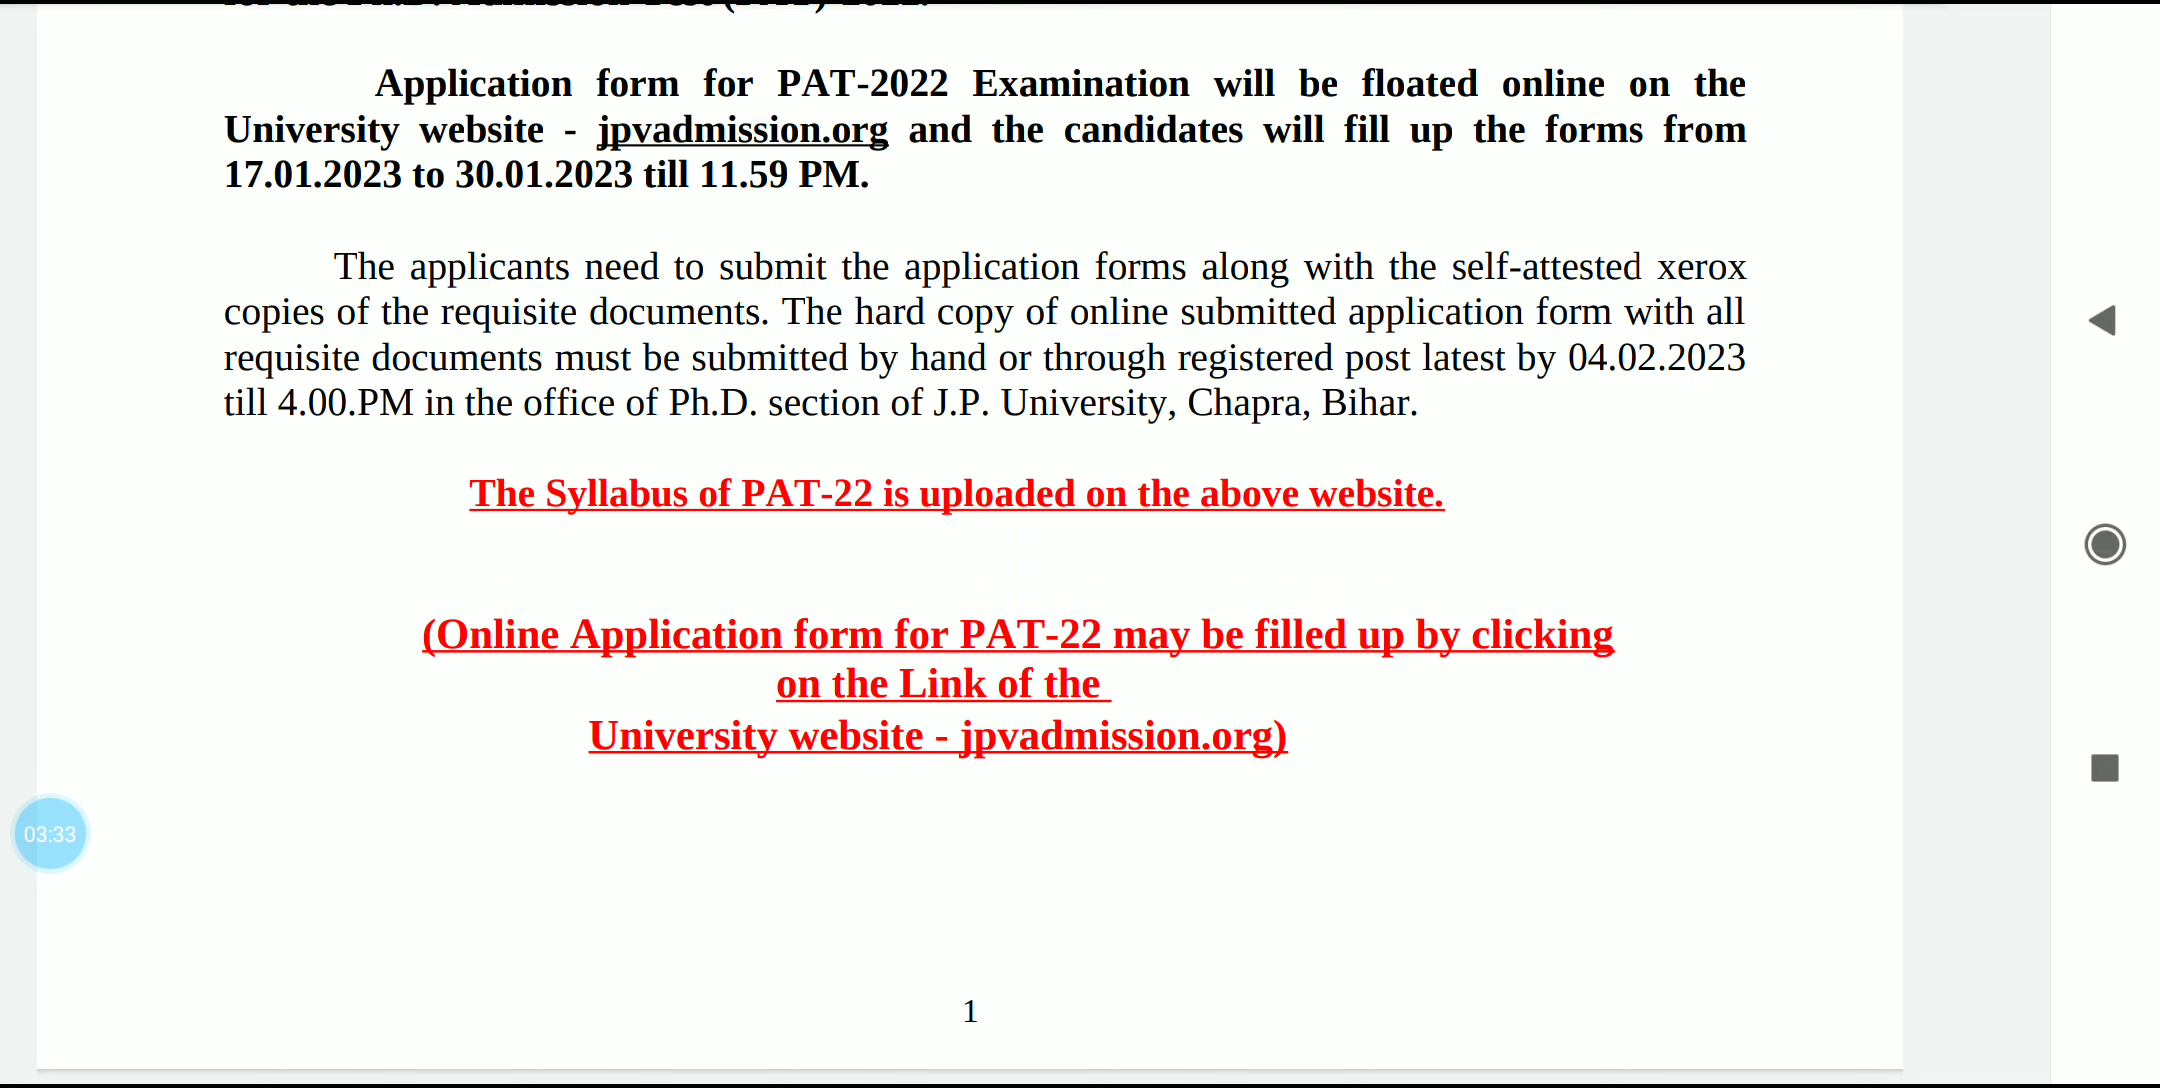 Application form for PAT-2022 Examination will be floated online on the
University website - jpvadmission.org and the candidates will fill up the forms from
17.01.2023 to 30.01.2023 till 11.59 PM.
The applicants need to submit the application forms along with the self-attested xerox
copies of the requisite documents. The hard copy of online submitted application form with all
requisite documents must be submitted by hand or through registered post latest by 04.02.2023
till 4.00.PM in the office of Ph.D. section of J.P. University, Chapra, Bihar.
The Syllabus of PAT-22 is uploaded on the above website.
(Online Application form for PAT-22 may be filled up by clicking
on the Link of the
University website - jpvadmission.org)
03:33
1